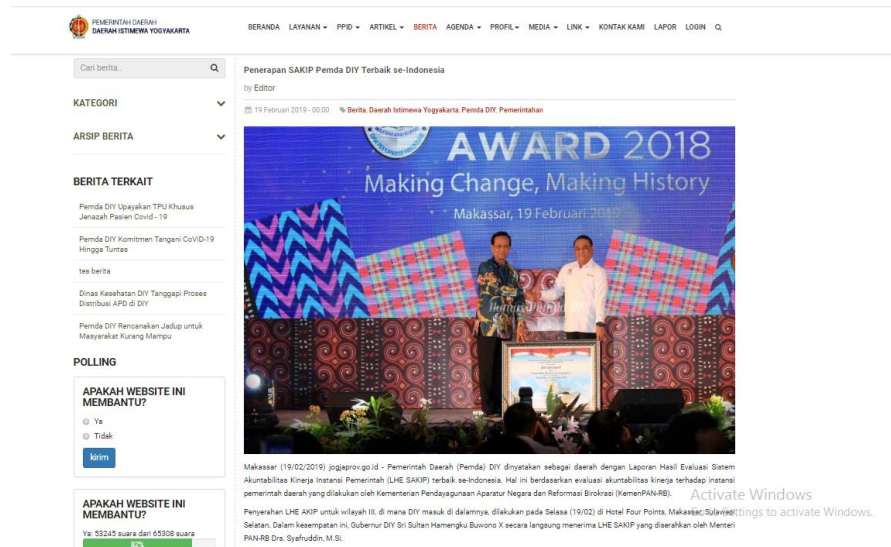 PEMERINTAH DAERAH
DAERAH ISTIMEWA YOGYAKARTA
BERANDA LAYANAN PPID ARTIKEL BERITA AGENDA PROFIL MEDIA LINK KONTAK KAMI LAPOR LOGIN
Cari berita..
KATEGORI
ARSIP BERITA
BERITA TERKAIT
Pemda DIY Upayakan TPU Khusus
Jenazah Pasien Covid - 19
Pemda DIY Komitmen Tangani CoViD-19
Hingga Tuntas
tes berita
Dinas Kesehatan DIY Tanggapi Proses
Distribusi APD di DIY
Pemda DIY Rencanakan Jadup untuk
Masyarakat Kurang Mampu
POLLING
APAKAH WEBSITE INI
MEMBANTU?
Ya
Tidak
kirim
APAKAH WEBSITE INI
MEMBANTU?
Ya: 53245 suara dari 65308 suara
82%
Penerapan SAKIP Pemda DIY Terbaik se-Indonesia
by Editor
19 Februari 2019 - 00:00 Berita, Daerah Istimewa Yogyakarta, Pemda DIY, Pemerintahan
AWARD 2018
Making Change, Making History
Makassar, 19 Februari 2019
Makassar (19/02/2019) jogjaprov.go.id - Pemerintah Daerah (Pemda) DIY dinyatakan sebagai daerah dengan Laporan Hasil Evaluasi Sistem
Akuntabilitas Kinerja Instansi Pemerintah (LHE SAKIP) terbaik se-Indonesia. Hal ini berdasarkan evaluasi akuntabilitas kinerja terhadap instansi
pemerintah daerah yang dilakukan oleh Kementerian Pendayagunaan Aparatur Negara dan Reformasi Birokrasi (KemenPAN-RB).
Penyerahan LHE AKIP untuk wilayah III, di mana DIY masuk di dalamnya, dilakukan pada Selasa (19/02) di Hotel Four Points, Makassar, Sulawesi
Selatan. Dalam kesempatan ini, Gubernur DIY Sri Sultan Hamengku Buwono X secara langsung menerima LHE SAKIP yang diserahkan oleh Menteri
PAN-RB Drs. Syafruddin, M.Si.
Activate Windows
Go to Settings to activate Windows.